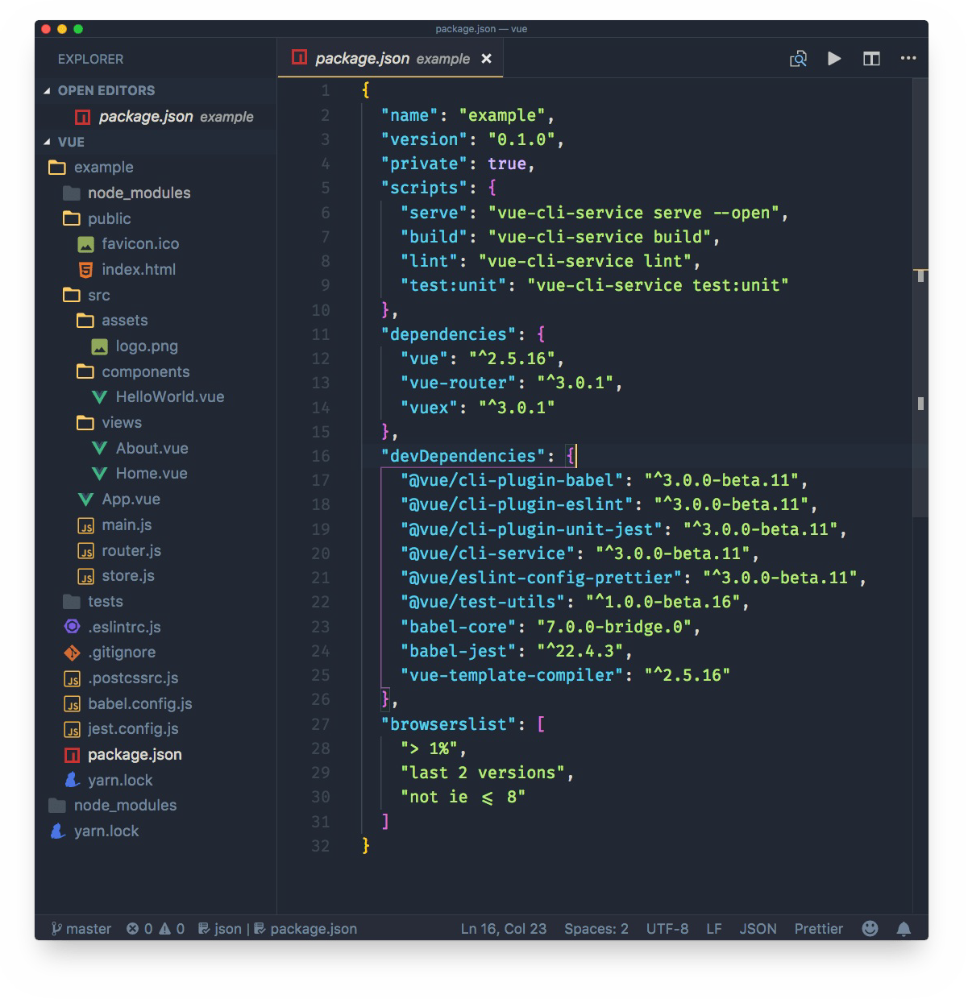 package.json — vue
EXPLORER
OPEN EDITORS
package.json example
VUE
example
node_modules
public
favicon.ico
index.html
src
assets
logo.png
components
HelloWorld.vue
views
About.vue
Home.vue
App.vue
JS main.js
JS router.js
JS store.js
tests
.eslintrc.js
.gitignore
JS .postcssrc.js
JS babel.config.js
JS jest.config.js
package.json
yarn.lock
node_modules
yarn.lock
package.json example
1 {
2 "name": "example",
3 "version": "0.1.0",
4 "private": true,
5 "scripts": {
6 "serve": "vue-cli-service serve --open",
7 "build": "vue-cli-service build",
8 "lint": "vue-cli-service lint",
9 "test:unit": "vue-cli-service test:unit"
10 },
11 "dependencies": {
12 "vue": "^2.5.16",
13 "vue-router": "^3.0.1",
14 "vuex": "^3.0.1"
15 },
16 "devDependencies": {
17 "@vue/cli-plugin-babel": "^3.0.0-beta.11",
18 "@vue/cli-plugin-eslint": "^3.0.0-beta.11",
19 "@vue/cli-plugin-unit-jest": "^3.0.0-beta.11",
20 "@vue/cli-service": "^3.0.0-beta.11",
21 "@vue/eslint-config-prettier": "^3.0.0-beta.11",
22 "@vue/test-utils": "^1.0.0-beta.16",
23 "babel-core": "7.0.0-bridge.0",
24 "babel-jest": "^22.4.3",
25 "vue-template-compiler": "^2.5.16"
26 },
27 "browserslist": [
28 "> 1%",
29 "last 2 versions",
30 "not ie ⩽ 8"
31 ]
32 }
master 0 0 json | package.json Ln 16, Col 23 Spaces: 2 UTF-8 LF JSON Prettier